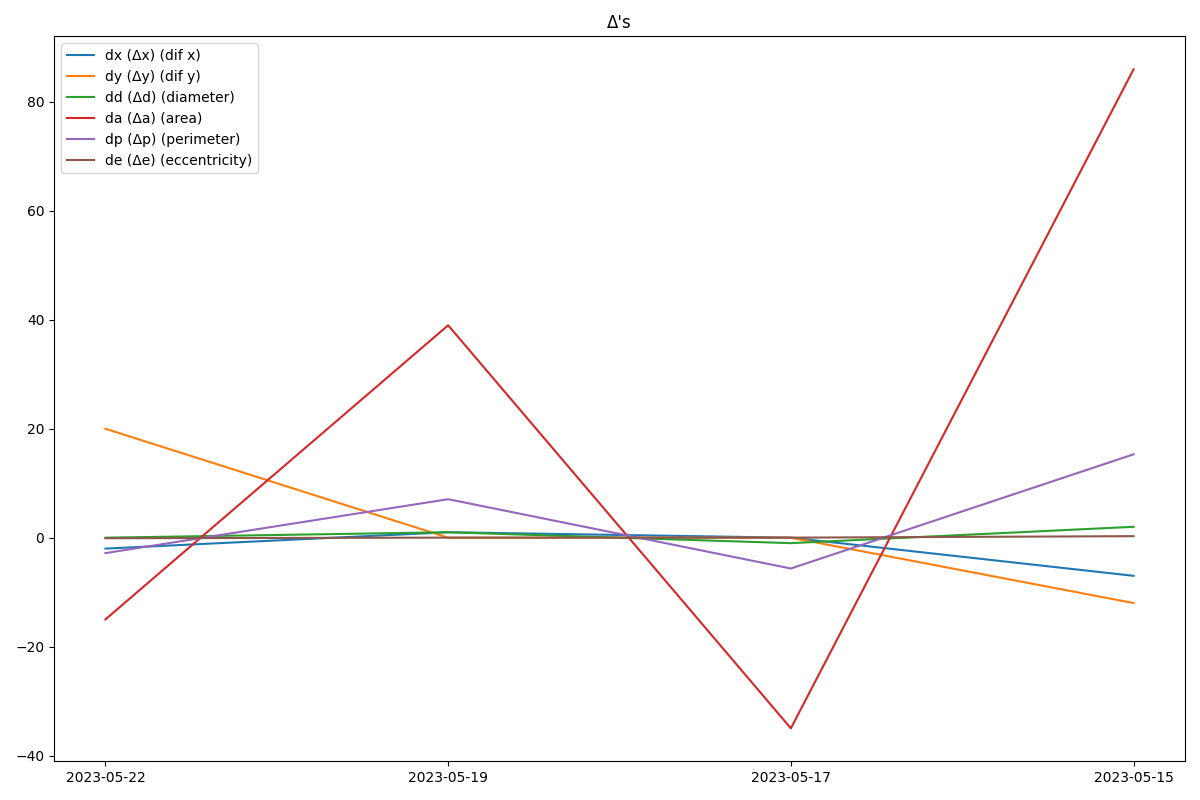 Δ's
dx (Δx) (dif x)
dy (Δy) (dif y)
dd (Δd) (diameter)
da (Δa) (area)
dp (Δp) (perimeter)
de (Δe) (eccentricity)
80
60
40
20
0
−20
−40
2023-05-22 2023-05-19 2023-05-17 2023-05-15